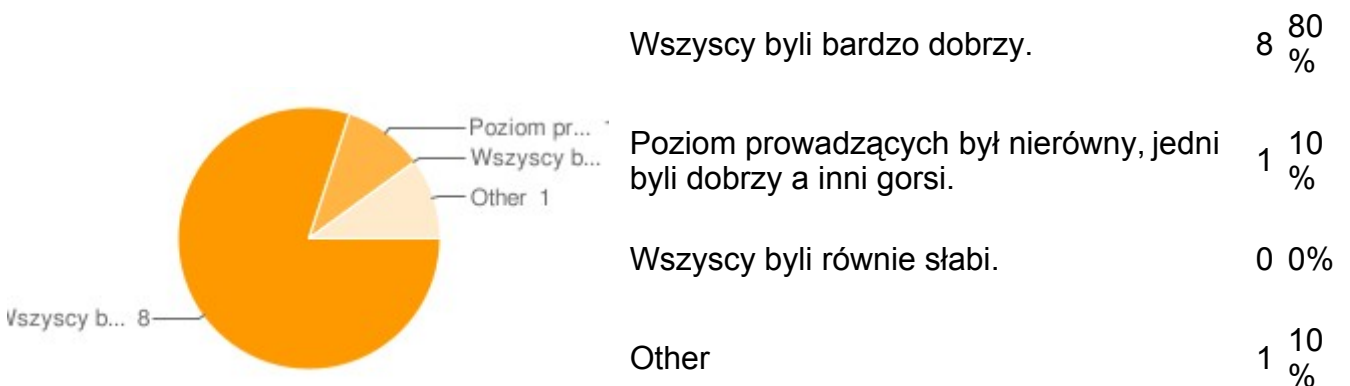 Wszyscy byli bardzo dobrzy. 8 80
%
Poziom pr...
Wszyscy b...
Other 1
Wszyscy b... 8
Poziom prowadzących był nierówny, jedni
byli dobrzy a inni gorsi. 1 10
%
Wszyscy byli równie słabi. 0 0%
Other 1 10
%